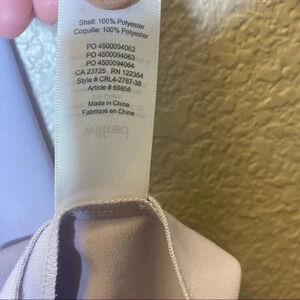 Shell: 100% Polyester
Coquille: 100% Polyester
PO 4500094062
PO 4500094063
PO 4500094064
CA 23725 RN 122354
Style # CRL4-2787-38
Article # 69856
Made in China
Fabriqué en Chine
wilfred